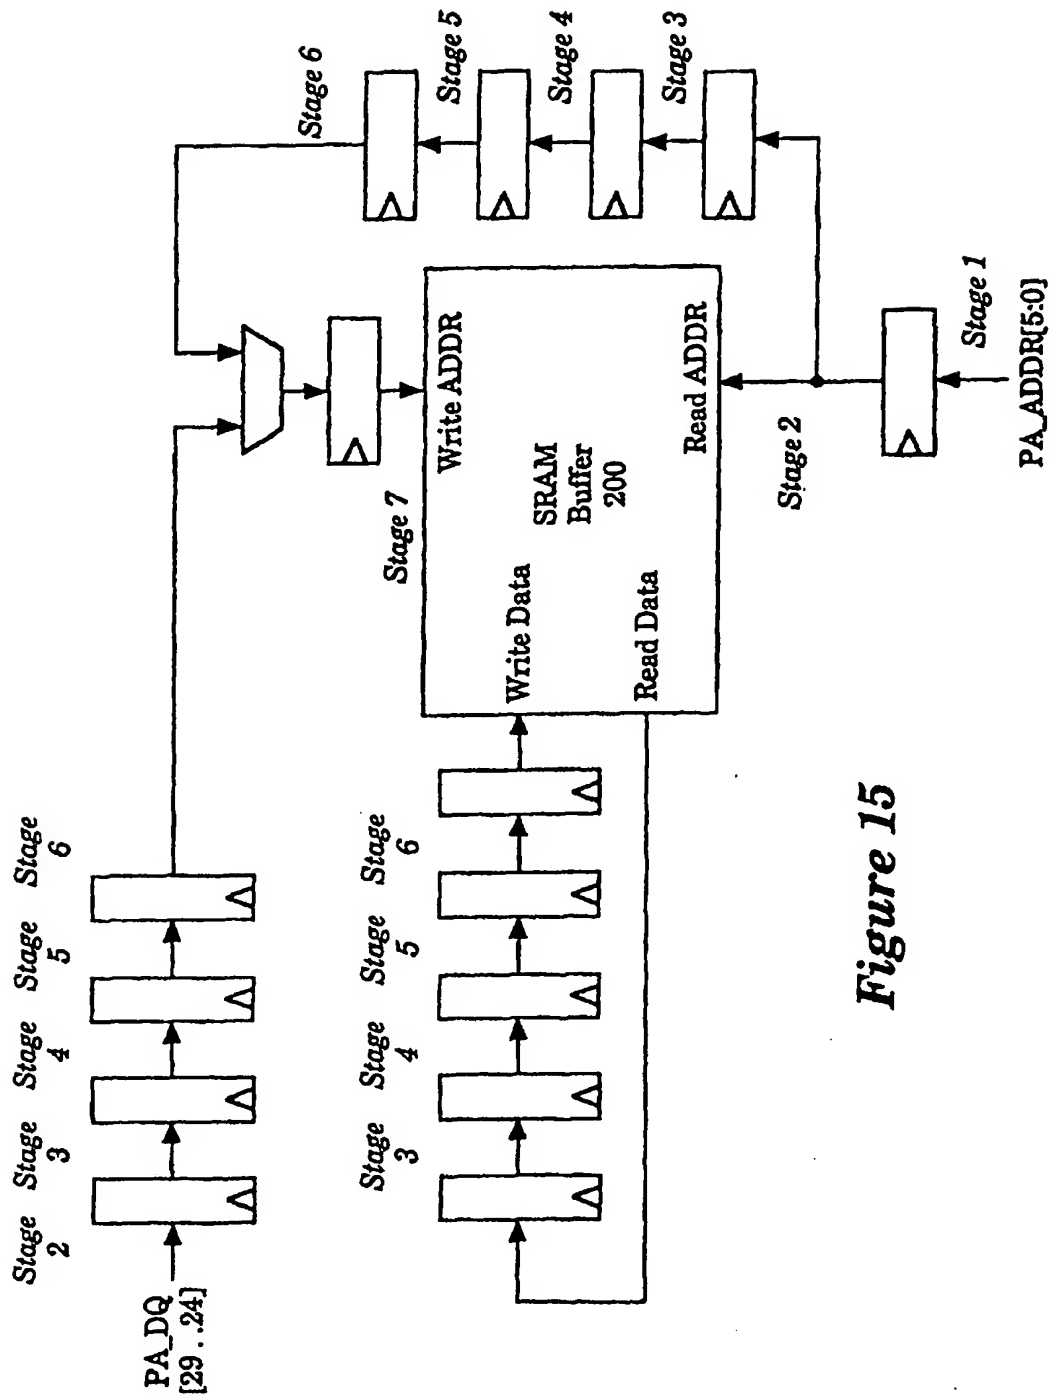 PA_DQ
[29 . . 24]
Stage
2
Stage
3
Stage
4
Stage
5
Stage
6
Stage
3
Stage
4
Stage
5
Stage
6
Stage 7
Write Data
Read Data
SRAM
Buffer
200
Write ADDR
Read ADDR
Stage 6
Stage 5
Stage 4
Stage 3
Stage 2
Stage 1
PA_ADDR[5:0]
Figure 15